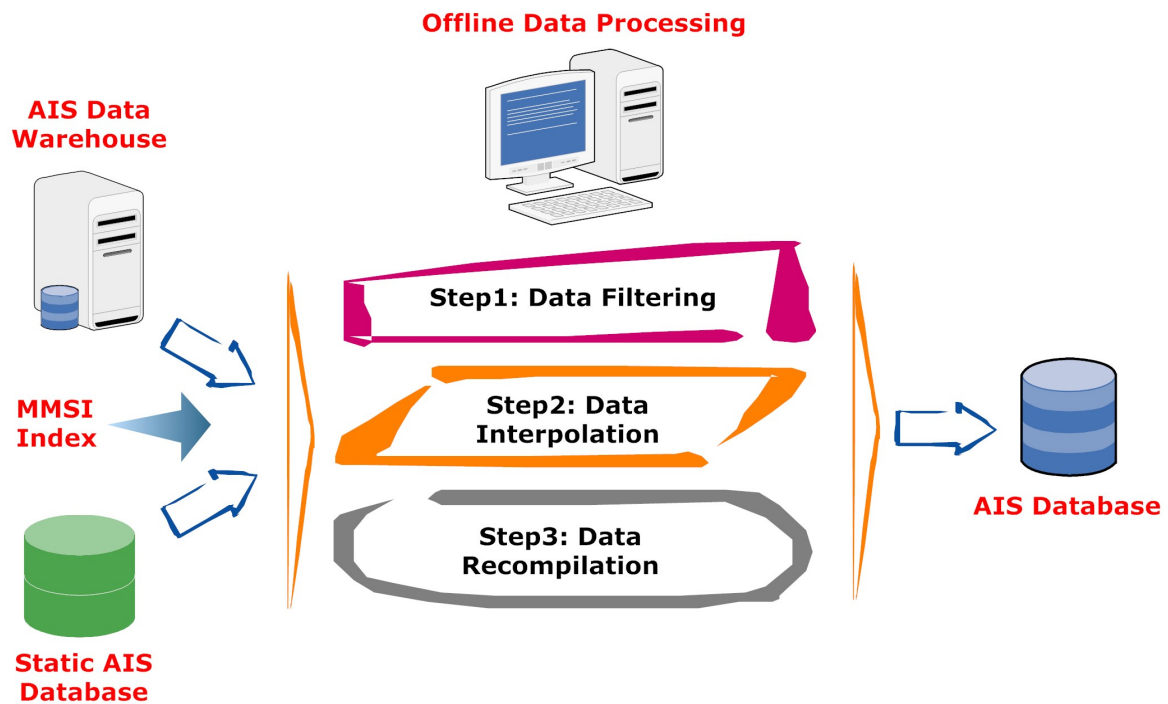 Offline Data Processing
AIS Data
Warehouse
MMSI
Index
Static AIS
Database
Step1: Data Filtering
Step2: Data
Interpolation
Step3: Data
Recompilation
AIS Database